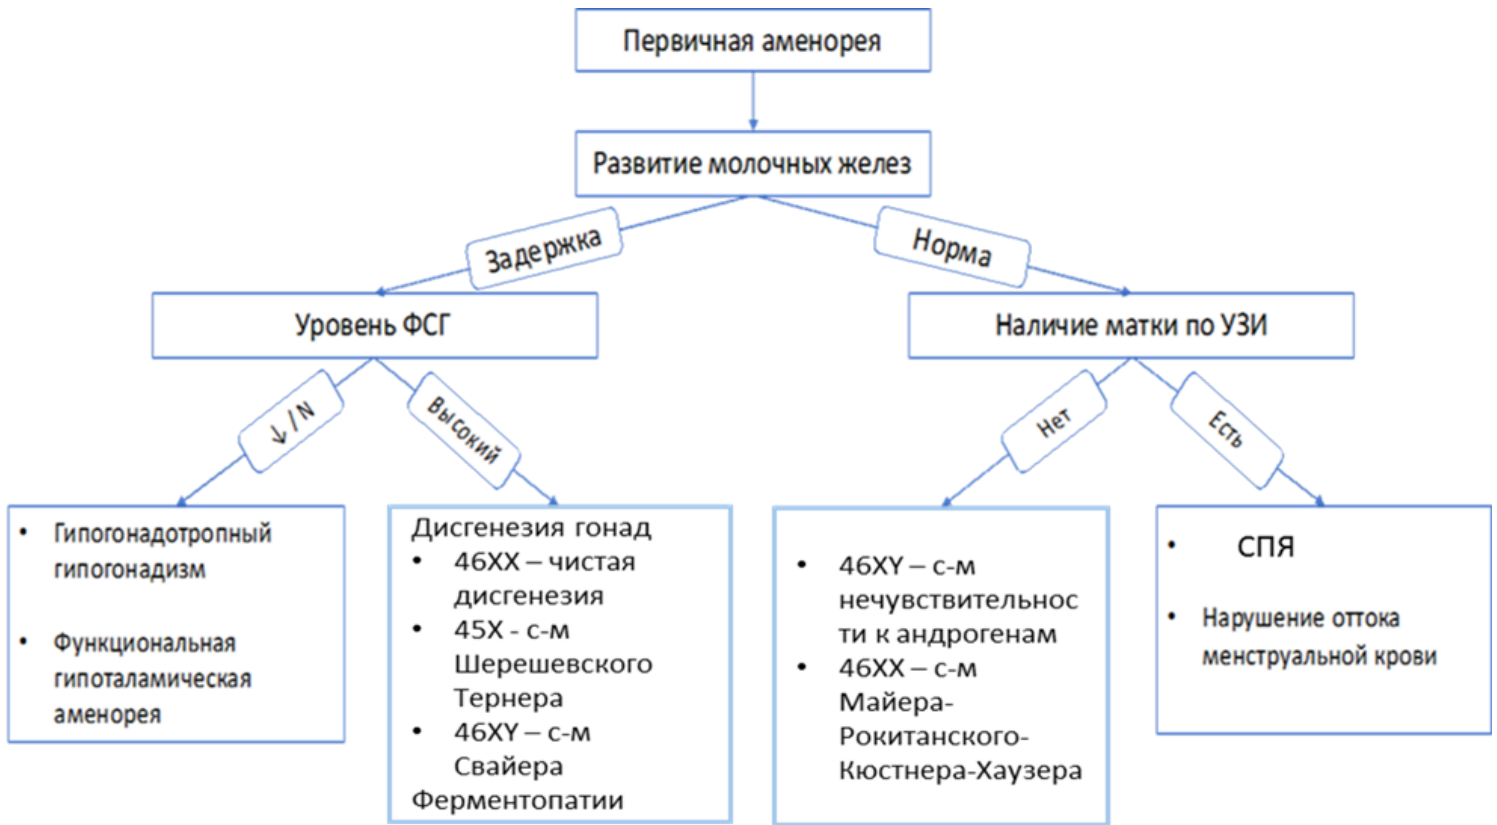 Первичная аменорея
Развитие молочных желез
Задержка
Норма
Уровень ФСГ
Наличие матки по УЗИ
↓ / N
Высокий
Нет
Есть
• Гипогонадотропный
гипогонадизм
• Функциональная
гипоталамическая
аменорея
Дисгенезия гонад
• 46XX – чистая
дисгенезия
• 45X - с-м
Шерешевского
Тернера
• 46XY – с-м
Свайера
Ферментопатии
• 46XY – с-м
нечувствительнос
ти к андрогенам
• 46XX – с-м
Майера-
Рокитанского-
Кюстнера-Хаузера
• СПЯ
• Нарушение оттока
менструальной крови